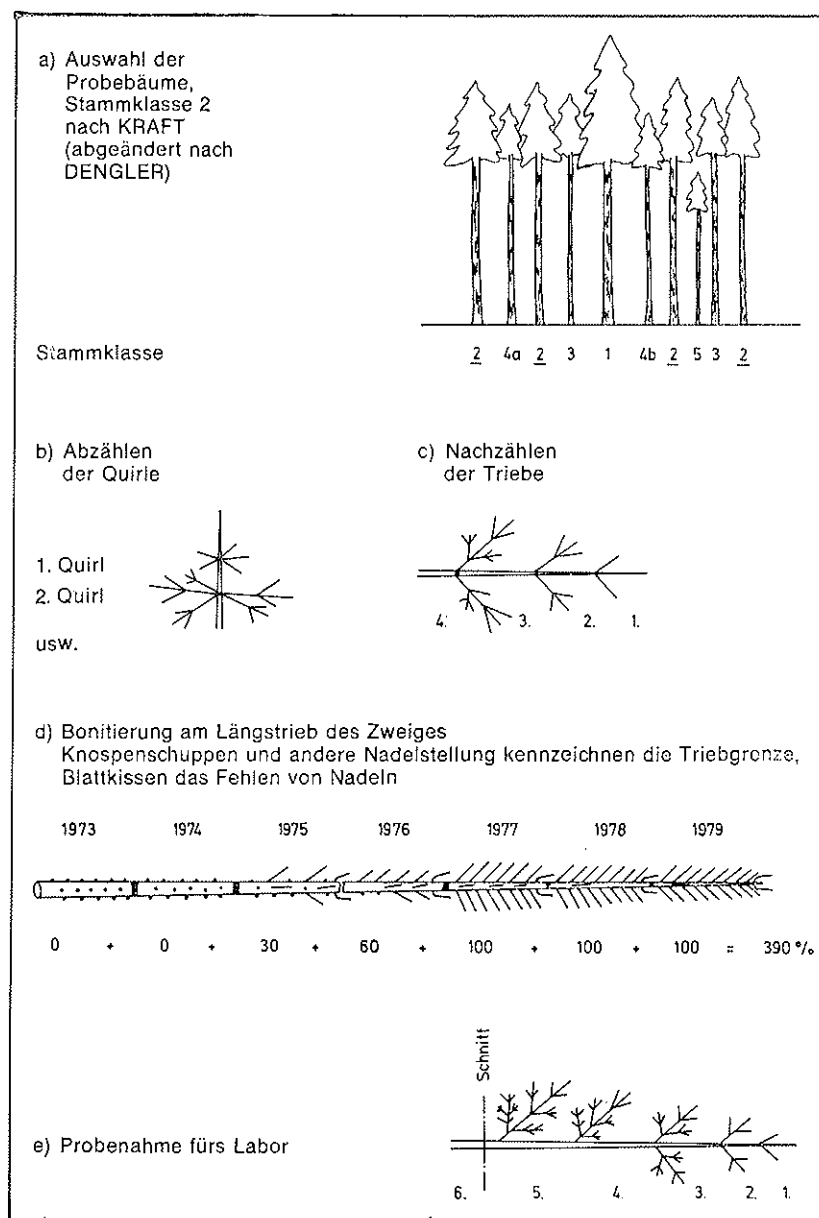 a) Auswahl der
Probebäume,
Stammklasse 2
nach KRAFT
(abgeändert nach
DENGLER)
Stammklasse 2 4a 2 3 1 4b 2 5 3 2
b) Abzählen
der Quirle
1. Quirl
2. Quirl
usw.
c) Nachzählen
der Triebe
4. 3. 2. 1.
d) Bonitierung am Längstrieb des Zweiges
Knospenschuppen und andere Nadelstellung kennzeichnen die Triebgrenze,
Blattkissen das Fehlen von Nadeln
1973 1974 1975 1976 1977 1978 1979
0 + 0 + 30 + 60 + 100 + 100 + 100 = 390 %
Schnitt
e) Probenahme fürs Labor
6. 5. 4. 3. 2. 1.